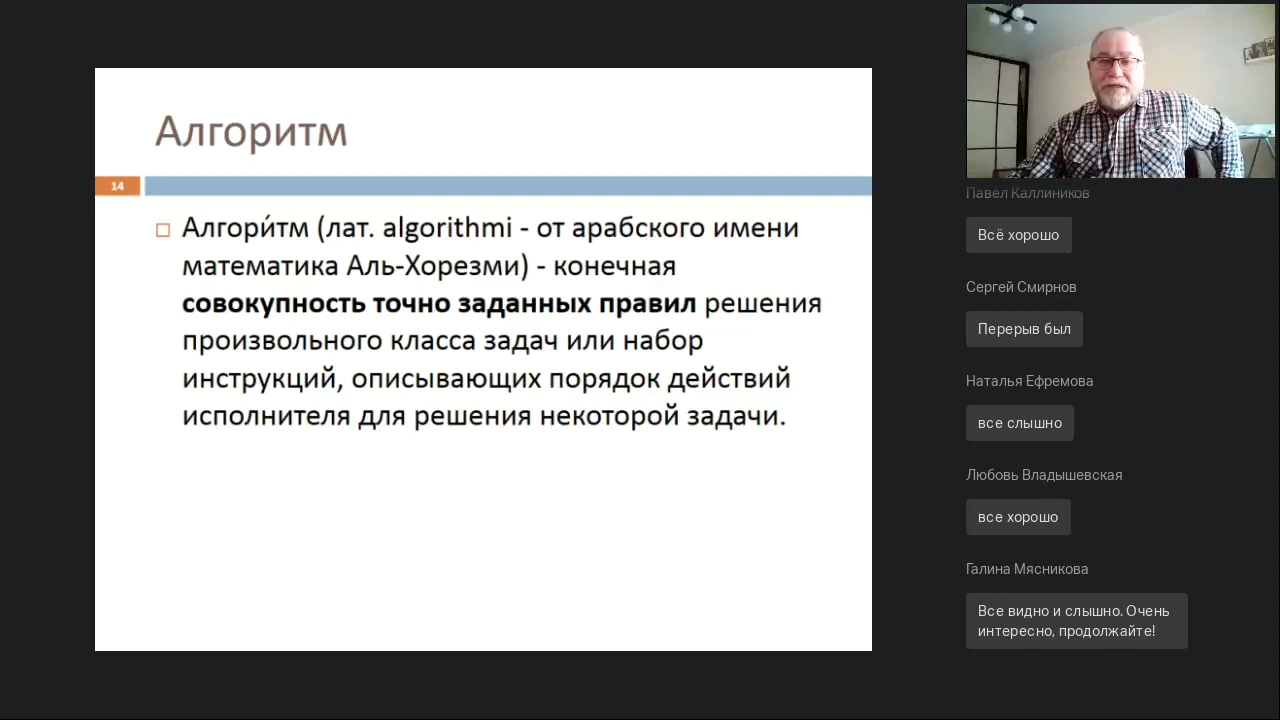 Алгоритм
14
Алгори́тм (лат. algorithmi - от арабского имени
математика Аль-Хорезми) - конечная
совокупность точно заданных правил решения
произвольного класса задач или набор
инструкций, описывающих порядок действий
исполнителя для решения некоторой задачи.
Павел Каллиников
Всё хорошо
Сергей Смирнов
Перерыв был
Наталья Ефремова
все слышно
Любовь Владышевская
все хорошо
Галина Мясникова
Все видно и слышно. Очень
интересно, продолжайте!